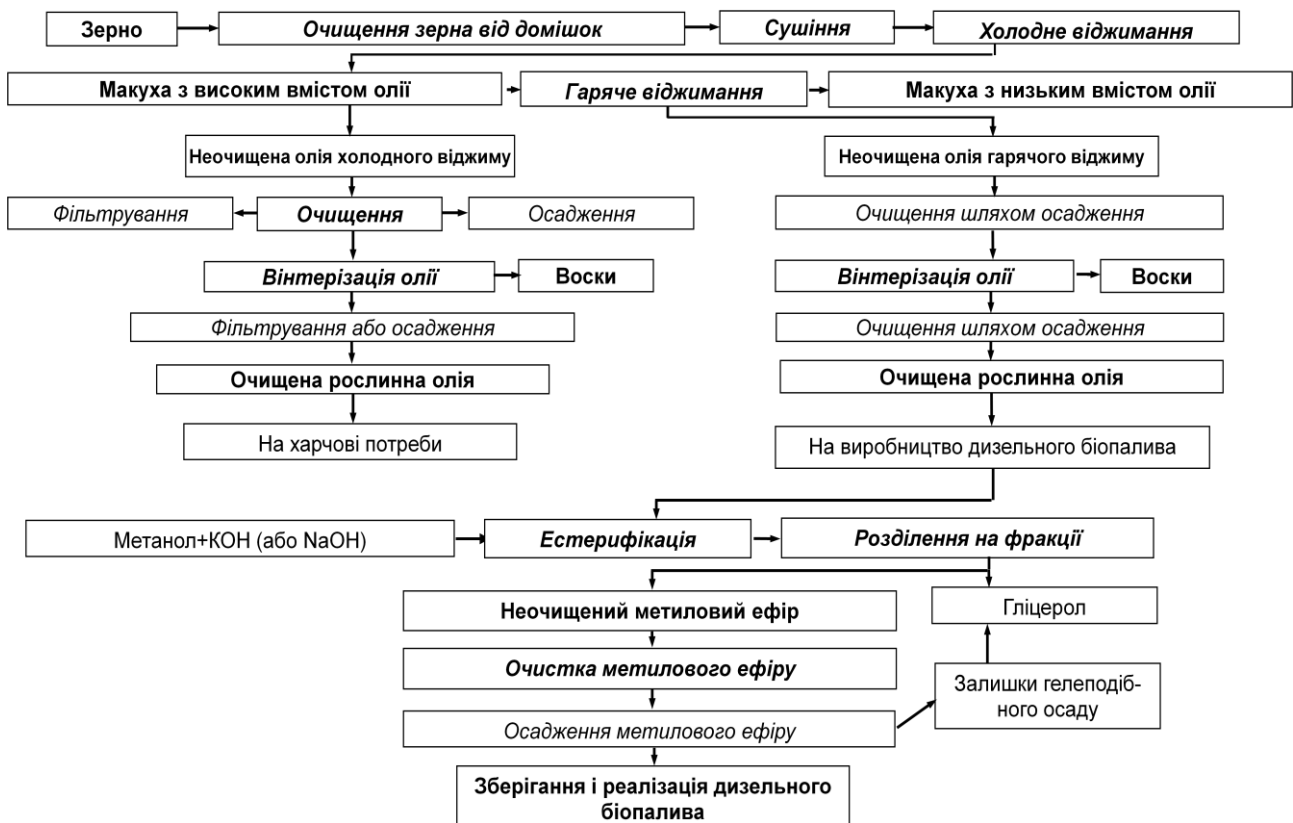 Зерно
Очищення зерна від домішок
Сушіння
Холодне віджимання
Макуха з високим вмістом олії
Гаряче віджимання
Макуха з низьким вмістом олії
Неочищена олія холодного віджиму
Неочищена олія гарячого віджиму
Фільтрування
Очищення
Осадження
Очищення шляхом осадження
Вінтерізація олії
Воски
Вінтерізація олії
Воски
Фільтрування або осадження
Очищення шляхом осадження
Очищена рослинна олія
Очищена рослинна олія
На харчові потреби
На виробництво дизельного біопалива
Метанол+КОН (або NaOH)
Естерифікація
Розділення на фракції
Неочищений метиловий ефір
Гліцерол
Очистка метилового ефіру
Залишки гелеподіб-
ного осаду
Осадження метилового ефіру
Зберігання і реалізація дизельного
біопалива